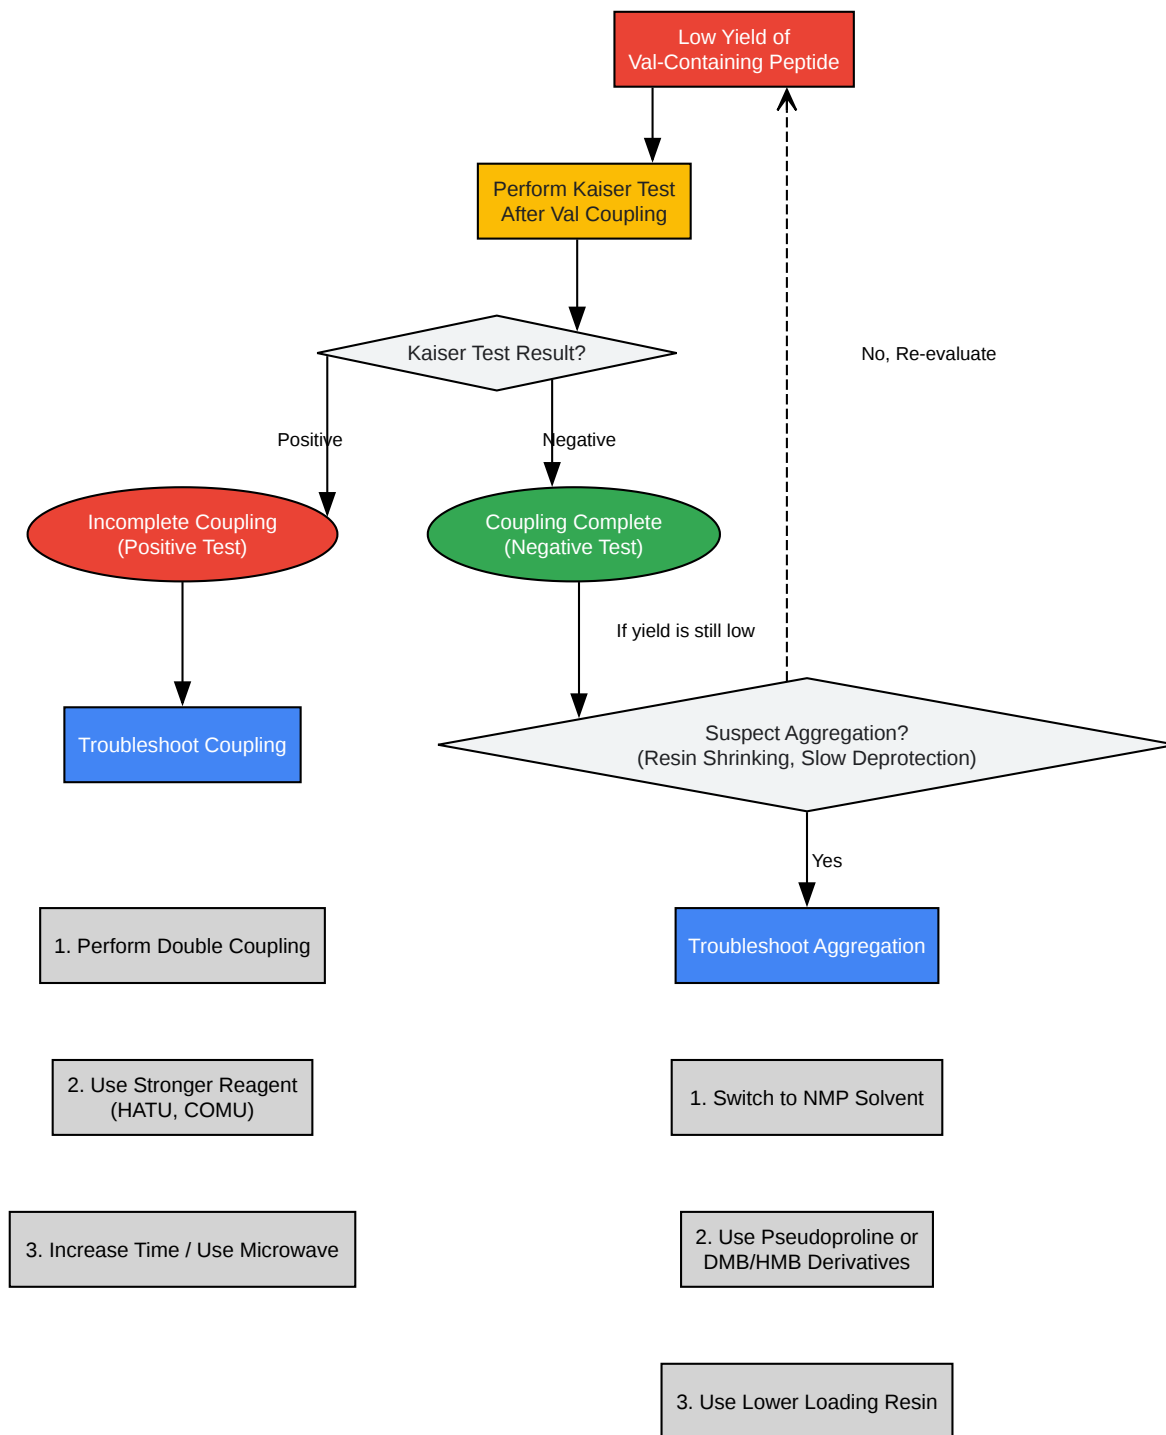 Low Yield of
Val-Containing Peptide
Perform Kaiser Test
After Val Coupling
Kaiser Test Result?
No, Re-evaluate
Positive
Negative
Incomplete Coupling
(Positive Test)
Coupling Complete
(Negative Test)
If yield is still low
Troubleshoot Coupling
Suspect Aggregation?
(Resin Shrinking, Slow Deprotection)
Yes
1. Perform Double Coupling
Troubleshoot Aggregation
2. Use Stronger Reagent
(HATU, COMU)
1. Switch to NMP Solvent
3. Increase Time / Use Microwave
2. Use Pseudoproline or
DMB/HMB Derivatives
3. Use Lower Loading Resin